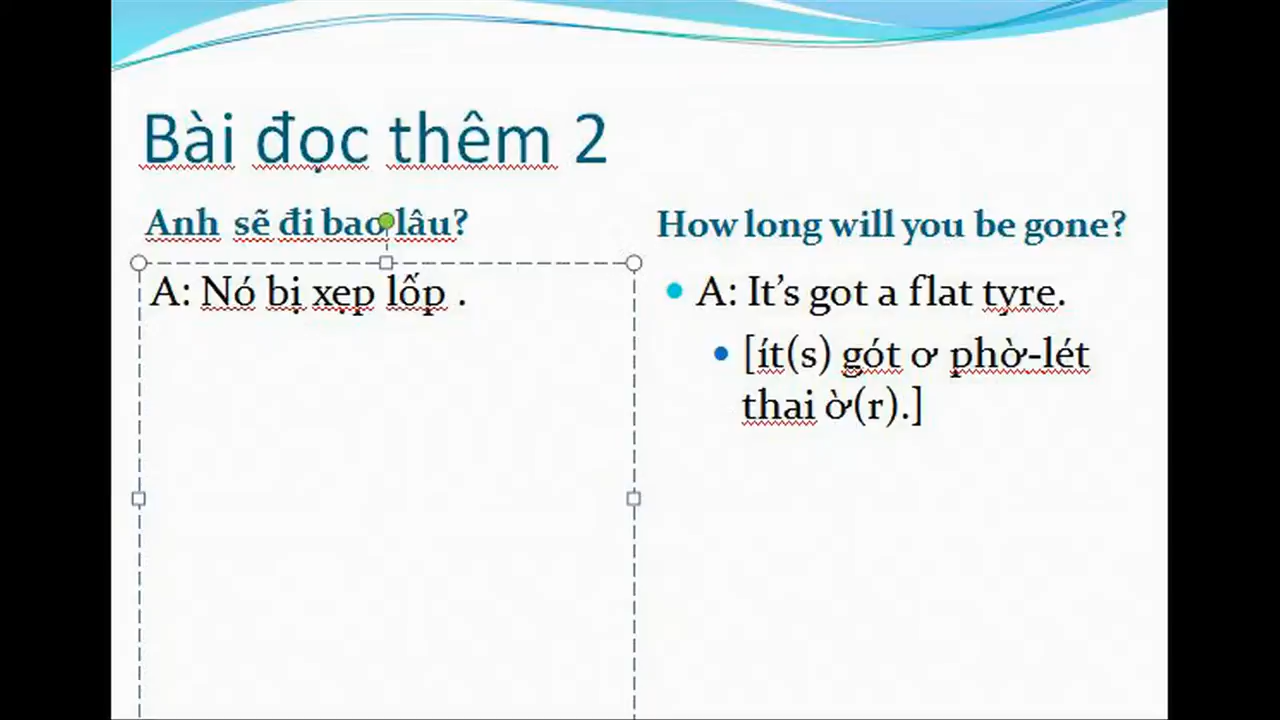 Bài đọc thêm 2
Anh sẽ đi bao lâu?
A: Nó bị xẹp lốp .
How long will you be gone?
A: It's got a flat tyre.
[ít(s) gót ơ phờ-lét
thai ờ(r).]